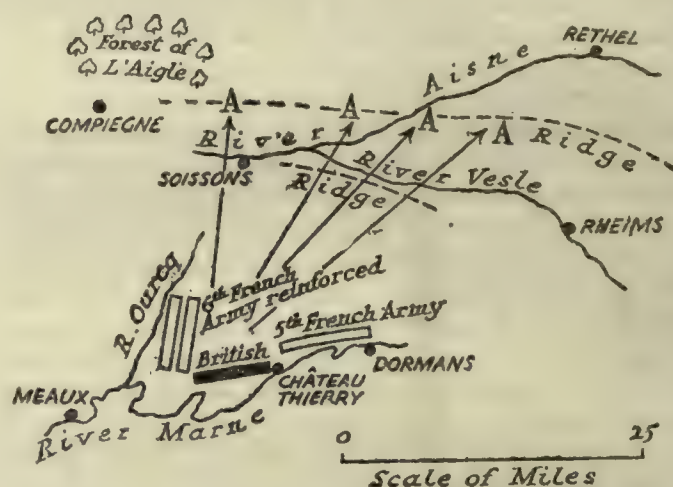 Forest of
L'Aigle
RETHEL
Aisne
COMPIEGNE
A
A
A
A
Ridge
River
SOISSONS
Ridge
River Vesle
RHEIMS
R. Ourcq
6th French
Army reinforced
5th French Army
British
DORMANS
CHÂTEAU
THIERRY
MEAUX
River Marne
0
25
Scale of Miles